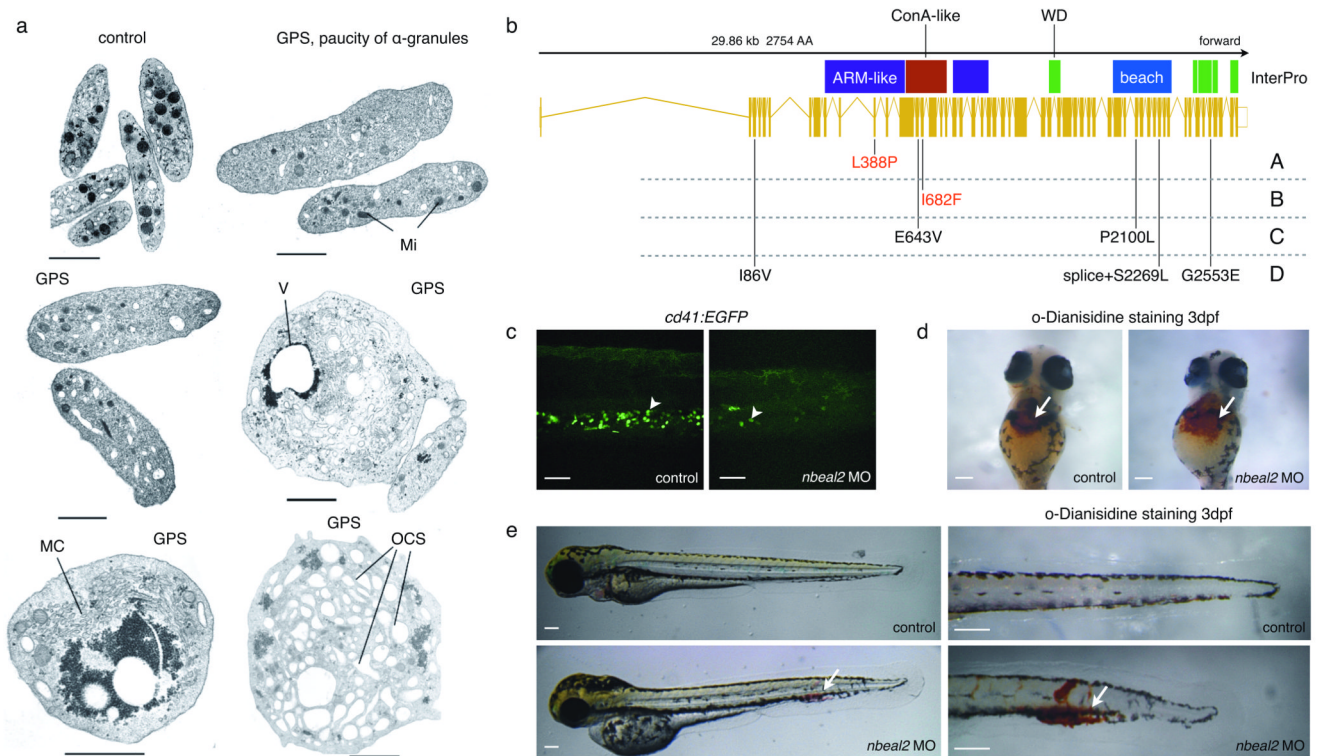 a
control
GPS, paucity of α-granules
Mi
GPS
V
GPS
MC
GPS
GPS
OCS
b
ConA-like
WD
29.86 kb 2754 AA
forward
ARM-like
beach
InterPro
L388P
A
I682F
B
E643V
P2100L
C
I86V
splice+S2269L
G2553E
D
c
cd41:EGFP
control
nbeal2 MO
d
o-Dianisidine staining 3dpf
control
nbeal2 MO
e
control
nbeal2 MO
o-Dianisidine staining 3dpf
control
nbeal2 MO